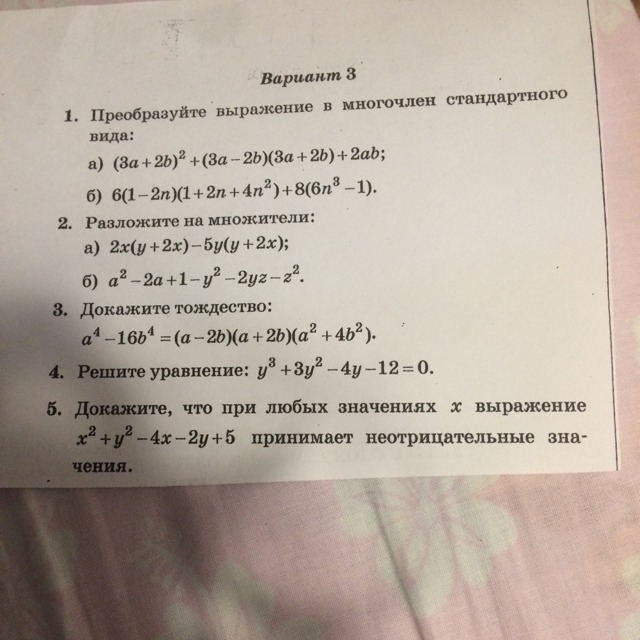 Вариант 3
1. Преобразуйте выражение в многочлен стандартного
вида:
а) (3a+2b)²+(3a−2b)(3a+2b)+2ab;
б) 6(1−2n)(1+2n+4n²)+8(6n³−1).
2. Разложите на множители:
а) 2x(y+2x)−5y(y+2x);
б) a²−2a+1−y²−2yz−z².
3. Докажите тождество:
a⁴−16b⁴=(a−2b)(a+2b)(a²+4b²).
4. Решите уравнение: y³+3y²−4y−12=0.
5. Докажите, что при любых значениях x выражение
x²+y²−4x−2y+5 принимает неотрицательные зна-
чения.